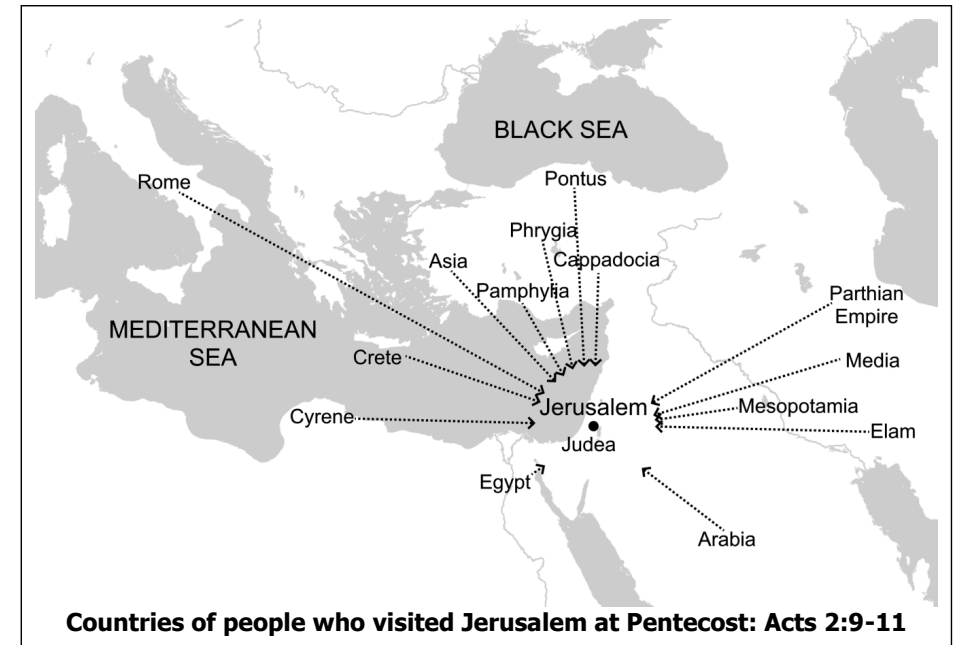 BLACK SEA
Rome
Pontus
Phrygia
Asia
Cappadocia
Pamphylia
Parthian
Empire
MEDITERRANEAN
SEA
Crete
Media
Jerusalem
Mesopotamia
Cyrene
Elam
Judea
Egypt
Arabia
Countries of people who visited Jerusalem at Pentecost: Acts 2:9-11